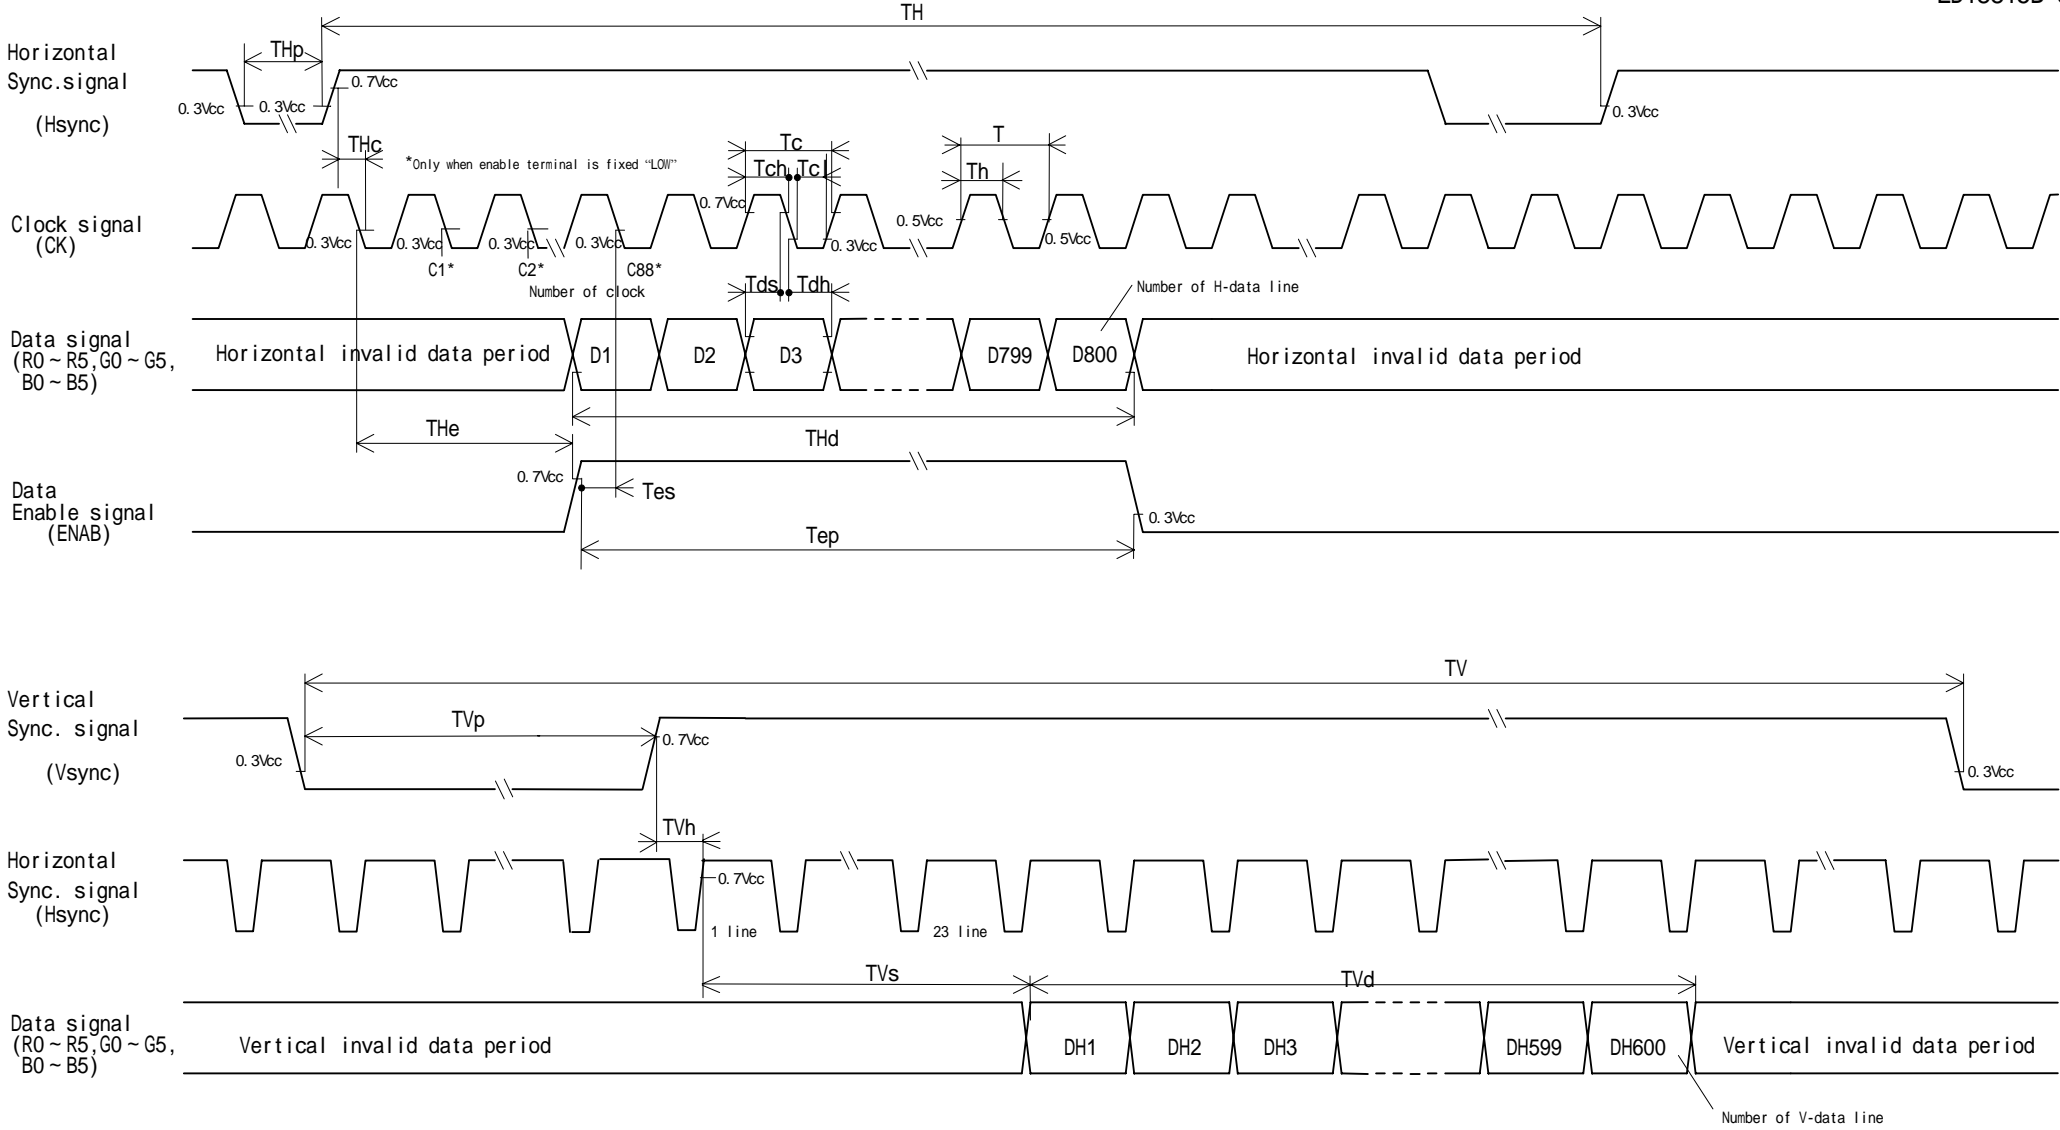 TH
Horizontal
Sync.signal
(Hsync)
THp
0.3Vcc
0.3Vcc
0.7Vcc
0.3Vcc
THc
*Only when enable terminal is fixed “LOW”
Tc
Tch
Tcl
T
Th
Clock signal
(CK)
0.3Vcc
0.3Vcc
0.3Vcc
0.3Vcc
0.7Vcc
0.3Vcc
0.5Vcc
0.5Vcc
C1*
C2*
C88*
Number of clock
Tds
Tdh
Number of H-data line
Data signal
(R0~R5,G0~G5,
B0~B5)
Horizontal invalid data period
D1
D2
D3
D799
D800
Horizontal invalid data period
THe
THd
Data
Enable signal
(ENAB)
0.7Vcc
Tes
Tep
0.3Vcc
TV
Vertical
Sync. signal
(Vsync)
TVp
0.3Vcc
0.7Vcc
0.3Vcc
TVh
Horizontal
Sync. signal
(Hsync)
0.7Vcc
1 line
23 line
TVs
TVd
Data signal
(R0~R5,G0~G5,
B0~B5)
Vertical invalid data period
DH1
DH2
DH3
DH599
DH600
Vertical invalid data period
Number of V-data line